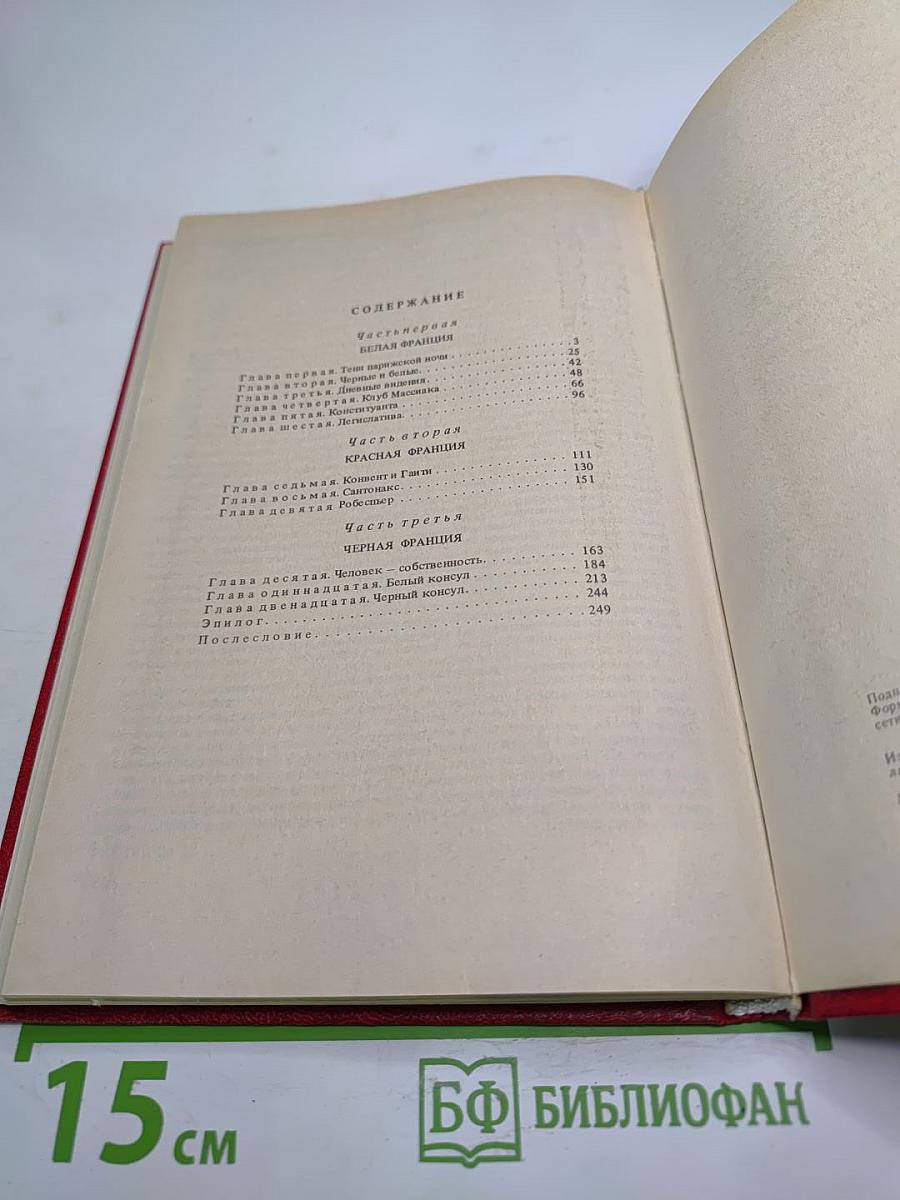 СОДЕРЖАНИЕ
Часть первая
БЕЛАЯ ФРАНЦИЯ
Глава первая. Тени парижской ночи . . . . . . . . . . . 3
Глава вторая. Черные и белые. . . . . . . . . . . . . . 25
Глава третья. Дневные видения. . . . . . . . . . . . . 42
Глава четвертая. Клуб Массиака . . . . . . . . . . . . 48
Глава пятая. Конституанта . . . . . . . . . . . . . . . 66
Глава шестая. Легислатива. . . . . . . . . . . . . . . 96
Часть вторая
КРАСНАЯ ФРАНЦИЯ
Глава седьмая. Конвент и Гаити . . . . . . . . . . . . 111
Глава восьмая. Сантонакс. . . . . . . . . . . . . . . . 130
Глава девятая Робеспьер . . . . . . . . . . . . . . . . 151
Часть третья
ЧЕРНАЯ ФРАНЦИЯ
Глава десятая. Человек — собственность. . . . . . . . . 163
Глава одиннадцатая. Белый консул . . . . . . . . . . . 184
Глава двенадцатая. Черный консул. . . . . . . . . . . . 213
Эпилог. . . . . . . . . . . . . . . . . . . . . . . . . 244
Послесловие. . . . . . . . . . . . . . . . . . . . . . 249
15 см
БФ БИБЛИОФАН